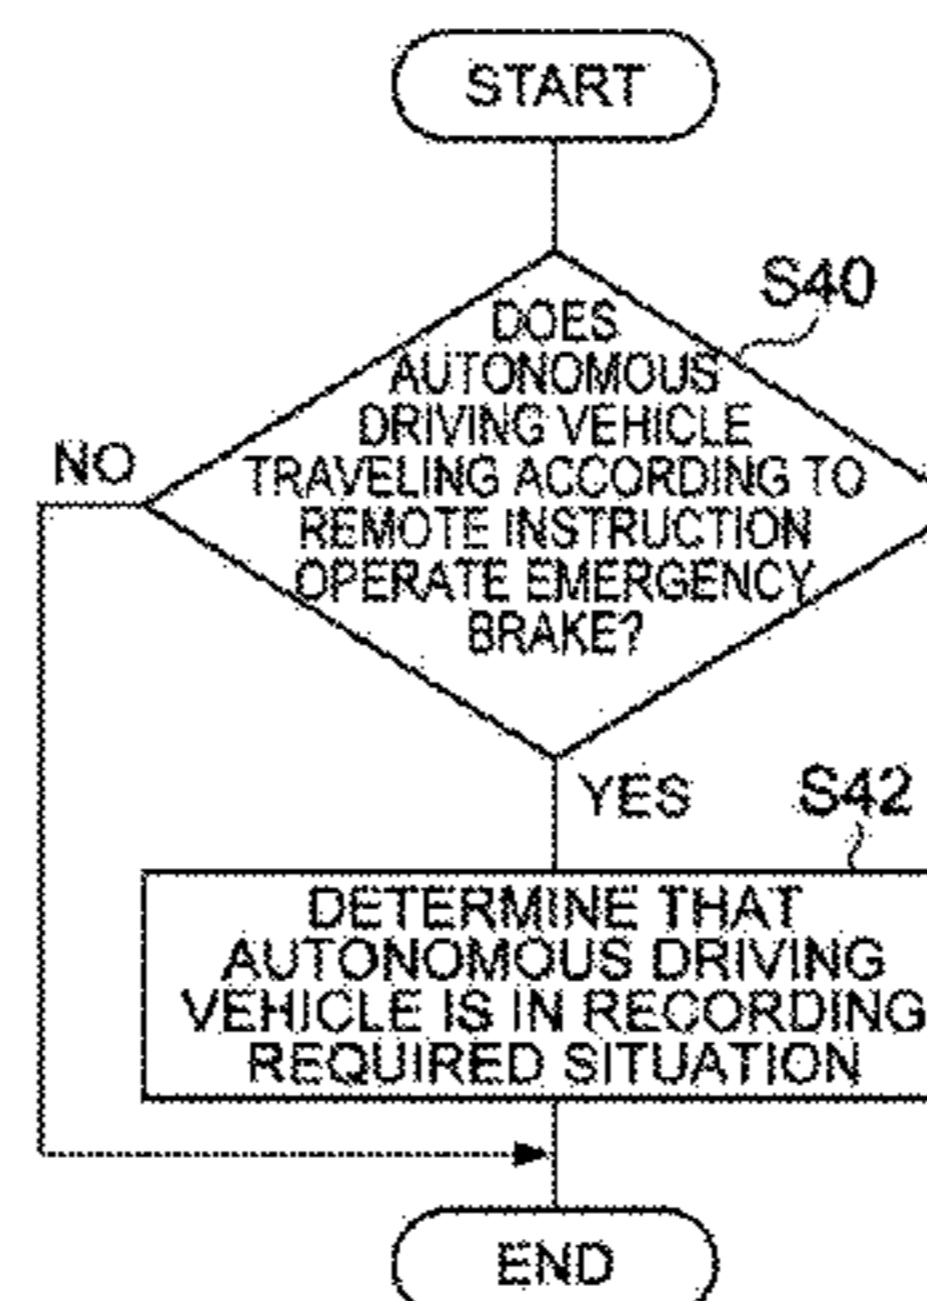 START
S40
DOES
AUTONOMOUS
DRIVING VEHICLE
TRAVELING ACCORDING TO
REMOTE INSTRUCTION
OPERATE EMERGENCY
BRAKE?
NO
YES
S42
DETERMINE THAT
AUTONOMOUS DRIVING
VEHICLE IS IN RECORDING
REQUIRED SITUATION
END